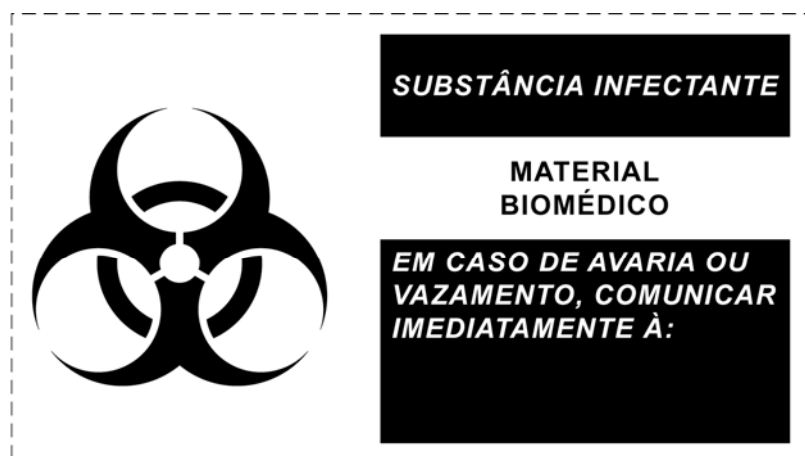 SUBSTÂNCIA INFECTANTE
MATERIAL
BIOMÉDICO
EM CASO DE AVARIA OU
VAZAMENTO, COMUNICAR
IMEDIATAMENTE À: